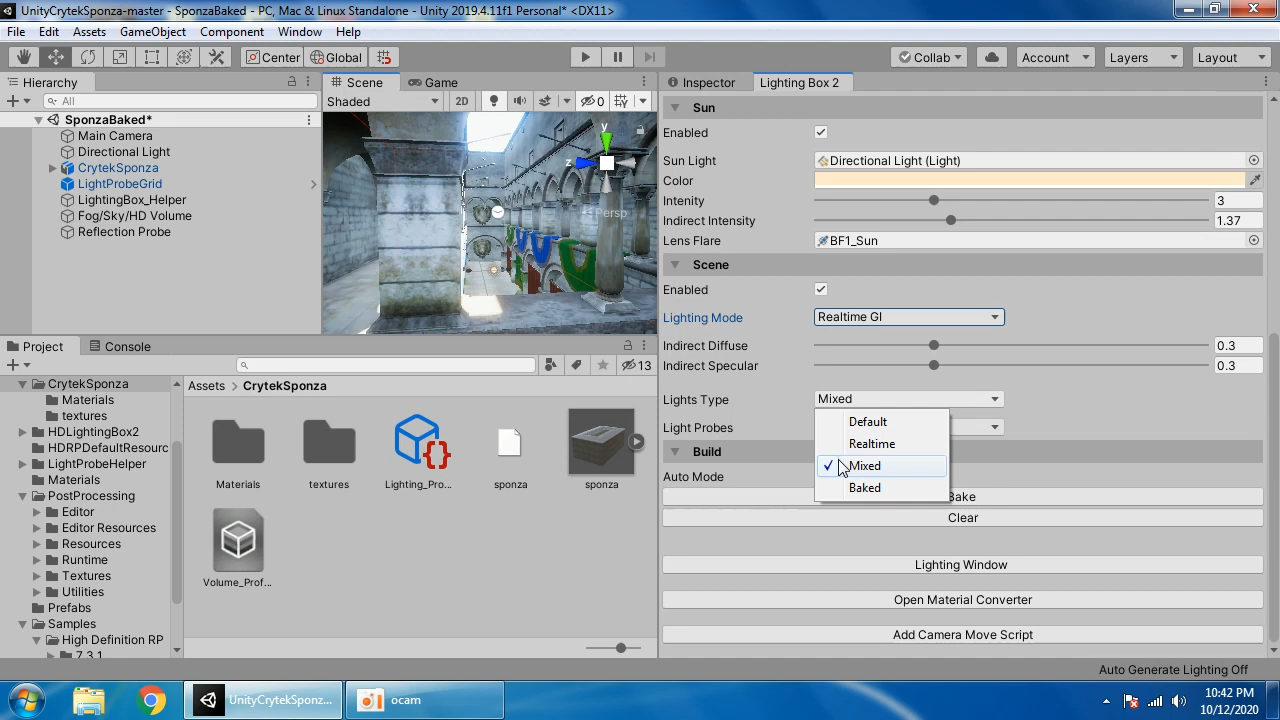 UnityCrytekSponza-master - SponzaBaked - PC, Mac & Linux Standalone - Unity 2019.4.11f1 Personal* <DX11>
File Edit Assets GameObject Component Window Help
Center Global Collab Account Layers Layout
Hierarchy
All
SponzaBaked*
Main Camera
Directional Light
CrytekSponza
LightProbeGrid
LightingBox_Helper
Fog/Sky/HD Volume
Reflection Probe
Scene Game
Shaded 2D 0
y
z
Persp
Inspector Lighting Box 2
Sun
Enabled
Sun Light Directional Light (Light)
Color
Intenity 3
Indirect Intensity 1.37
Lens Flare BF1_Sun
Scene
Enabled
Lighting Mode Realtime GI
Indirect Diffuse 0.3
Indirect Specular 0.3
Lights Type Mixed
Default
Light Probes
Realtime
Build
Mixed
Auto Mode
Baked
Bake
Clear
Lighting Window
Open Material Converter
Add Camera Move Script
Project Console
13
CrytekSponza
Materials
textures
HDLightingBox2
HDRPDefaultResourc
LightProbeHelper
Materials
PostProcessing
Editor
Editor Resources
Resources
Runtime
Textures
Utilities
Prefabs
Samples
High Definition RP
7.3.1
Assets > CrytekSponza
Materials textures Lighting_Pro... sponza sponza
Volume_Prof...
Auto Generate Lighting Off
UnityCrytekSponz... ocam
10:42 PM
10/12/2020